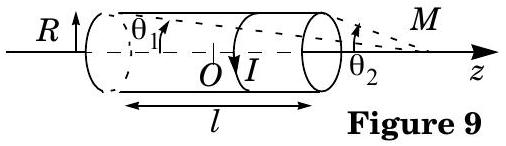 R θ₁ M
O I θ₂ z
l
Figure 9